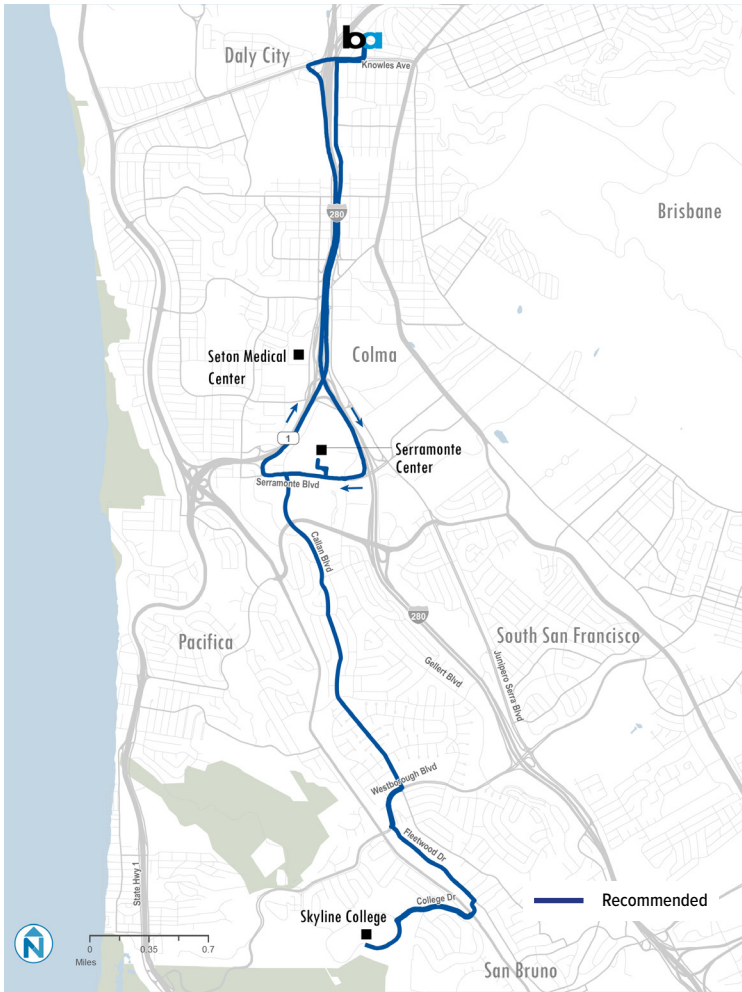 ba
Daly City
Knowles Ave
280
Brisbane
Seton Medical
Center
Colma
1
Serramonte
Center
Serramonte Blvd
Callan Blvd
280
Pacifica
South San Francisco
Gellert Blvd
Junipero Serra Blvd
Westborough Blvd
Fleetwood Dr
State Hwy 1
College Dr
Recommended
Skyline College
N
0 0.35 0.7
Miles
San Bruno